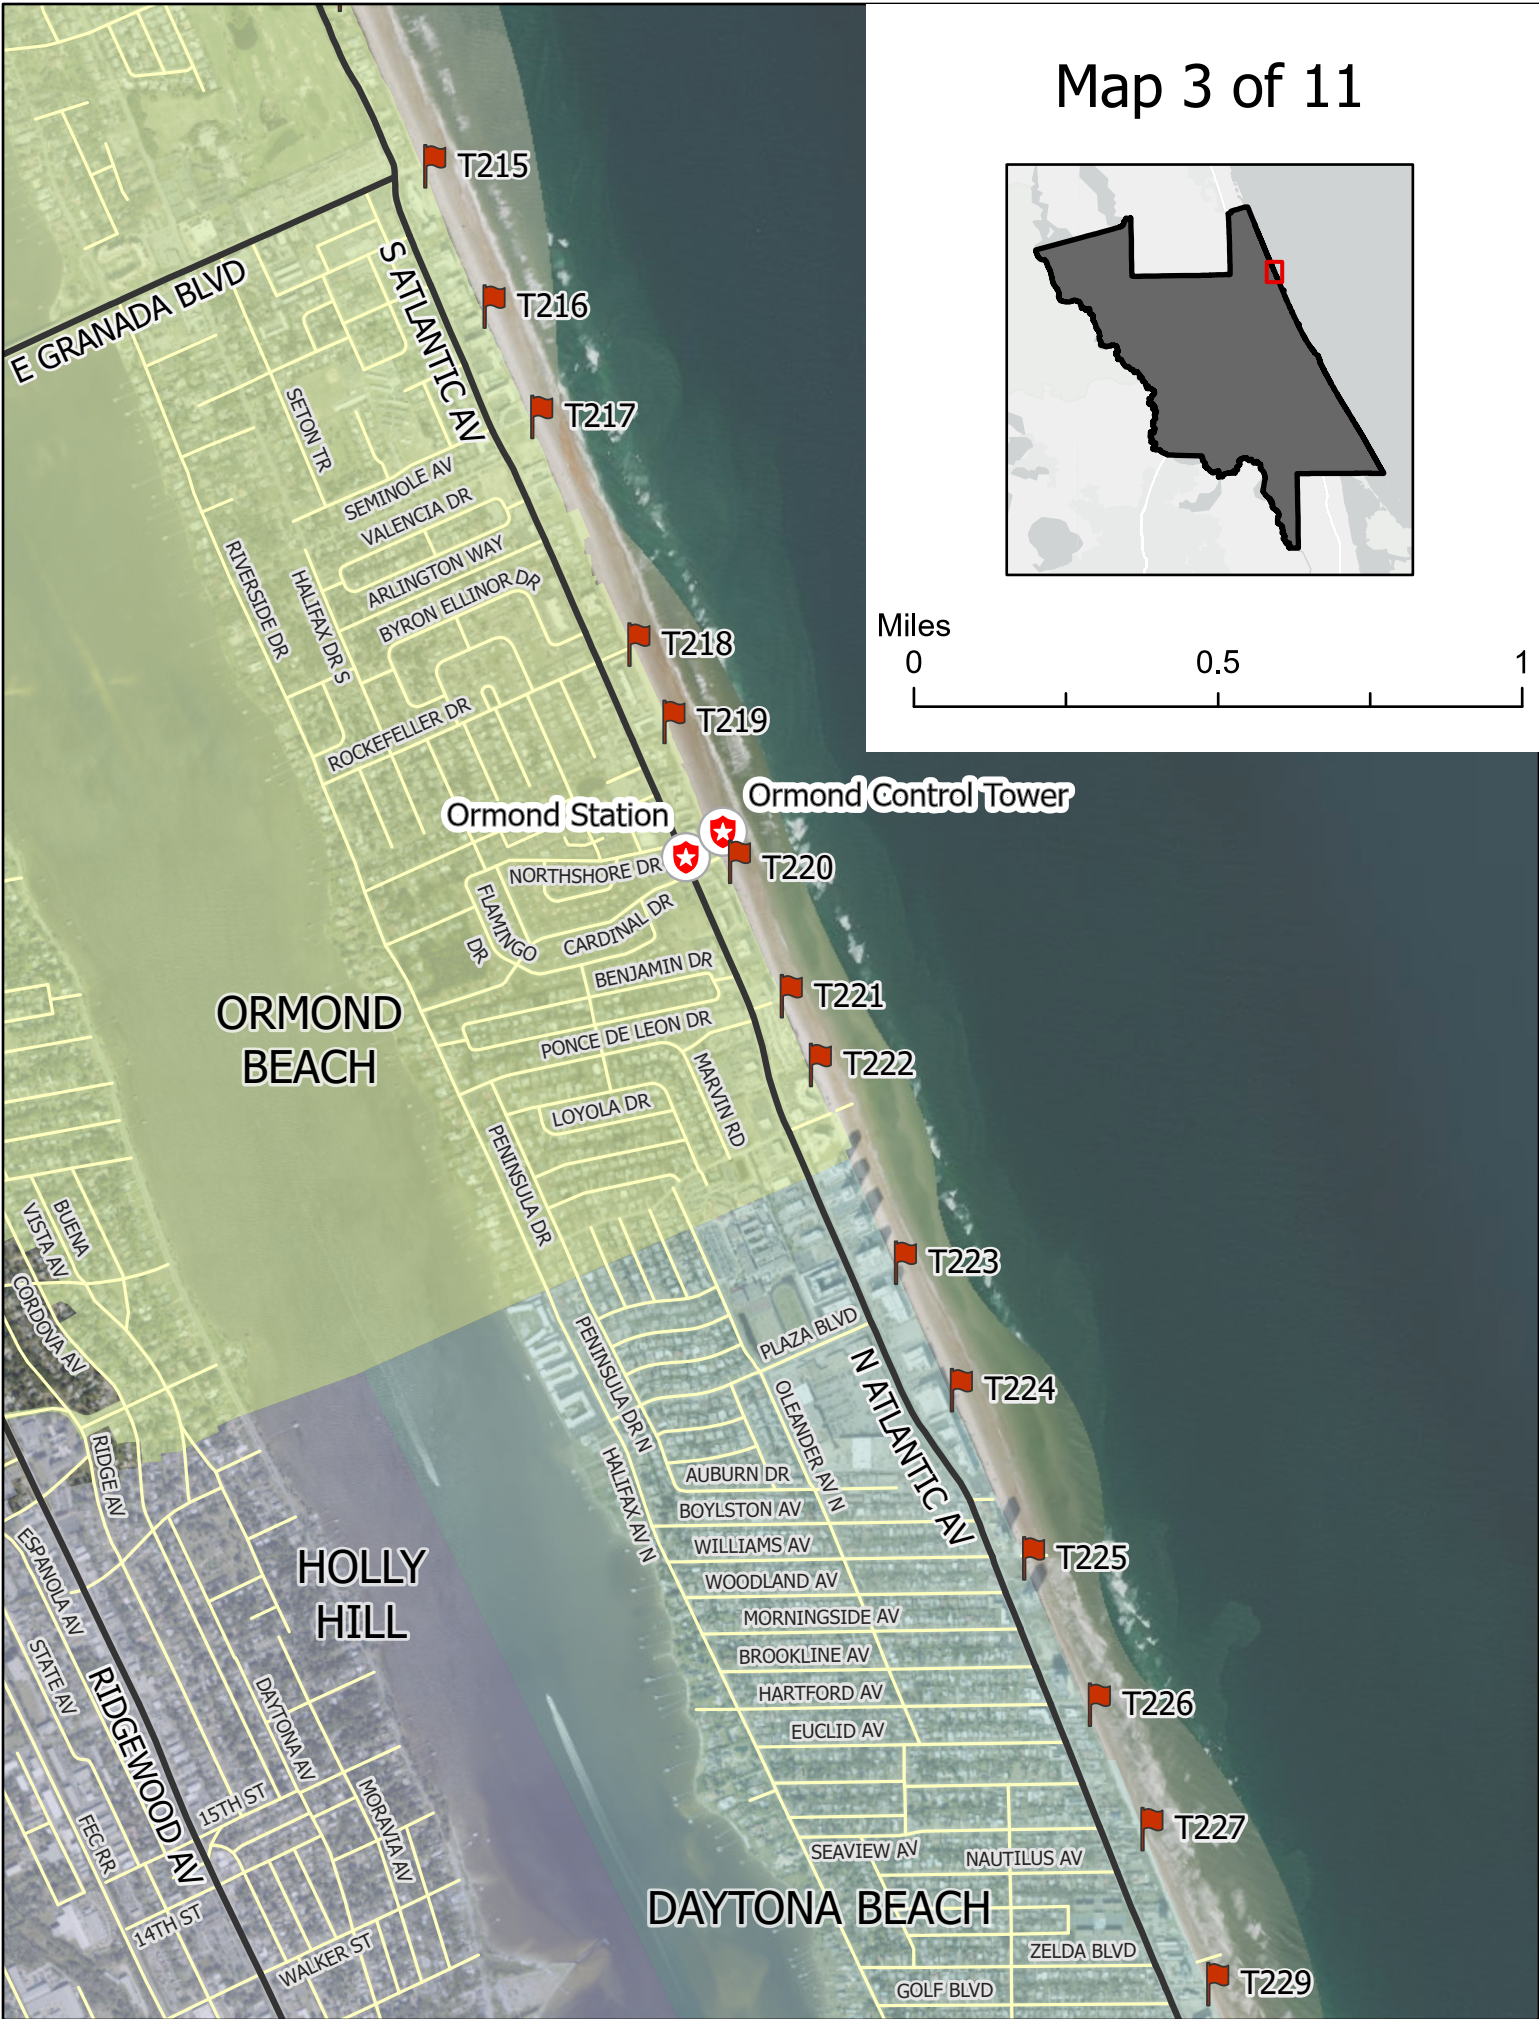 Map 3 of 11
Miles
0 0.5 1
T215
E GRANADA BLVD
S ATLANTIC AV
T216
T217
SETON TR
SEMINOLE AV
VALENCIA DR
ARLINGTON WAY
BYRON ELLINOR DR
RIVERSIDE DR
HALIFAX DR S
T218
ROCKEFELLER DR
T219
Ormond Control Tower
Ormond Station
T220
NORTHSHORE DR
FLAMINGO
DR
CARDINAL DR
BENJAMIN DR
T221
ORMOND
BEACH
PONCE DE LEON DR
T222
MARVIN RD
LOYOLA DR
PENINSULA DR
BUENA
VISTA AV
CORDOVA AV
T223
PENINSULA DR N
PLAZA BLVD
N ATLANTIC AV
T224
OLEANDER AV N
RIDGE AV
HALIFAX AV N
AUBURN DR
BOYLSTON AV
WILLIAMS AV
T225
WOODLAND AV
HOLLY
HILL
ESPANOLA AV
MORNINGSIDE AV
STATE AV
BROOKLINE AV
RIDGEWOOD AV
DAYTONA AV
HARTFORD AV
T226
EUCLID AV
15TH ST
MORAVIA AV
FEC RR
T227
SEAVIEW AV
NAUTILUS AV
DAYTONA BEACH
14TH ST
WALKER ST
ZELDA BLVD
GOLF BLVD
T229